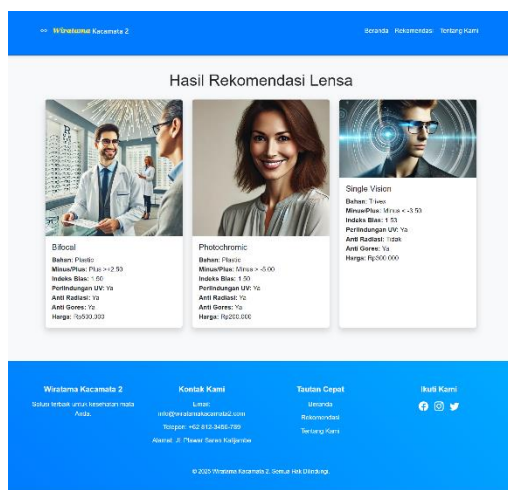 Wiratama Kacamata 2
Beranda Rekomendasi Tentang Kami
Hasil Rekomendasi Lensa
Bifocal
Bahan: Plastic
Minus/Plus: Plus >+2.50
Indeks Bias: 1.50
Perlindungan UV: Ya
Anti Radiasi: Ya
Anti Gores: Ya
Harga: Rp500.000
Photochromic
Bahan: Plastic
Minus/Plus: Minus > -6.00
Indeks Bias: 1.50
Perlindungan UV: Ya
Anti Radiasi: Ya
Anti Gores: Ya
Harga: Rp200.000
Single Vision
Bahan: Trivex
Minus/Plus: Minus < -3.50
Indeks Bias: 1.53
Perlindungan UV: Ya
Anti Radiasi: Tidak
Anti Gores: Ya
Harga: Rp300.000
Wiratama Kacamata 2
Solusi terbaik untuk kesehatan mata
Anda.
Kontak Kami
Email:
info@wiratamakacamata2.com
Telepon: +62 812-3456-789
Alamat: Jl. Plawar Saren Kalijambe
Tautan Cepat
Beranda
Rekomendasi
Tentang Kami
Ikuti Kami
© 2025 Wiratama Kacamata 2. Semua Hak Dilindungi.